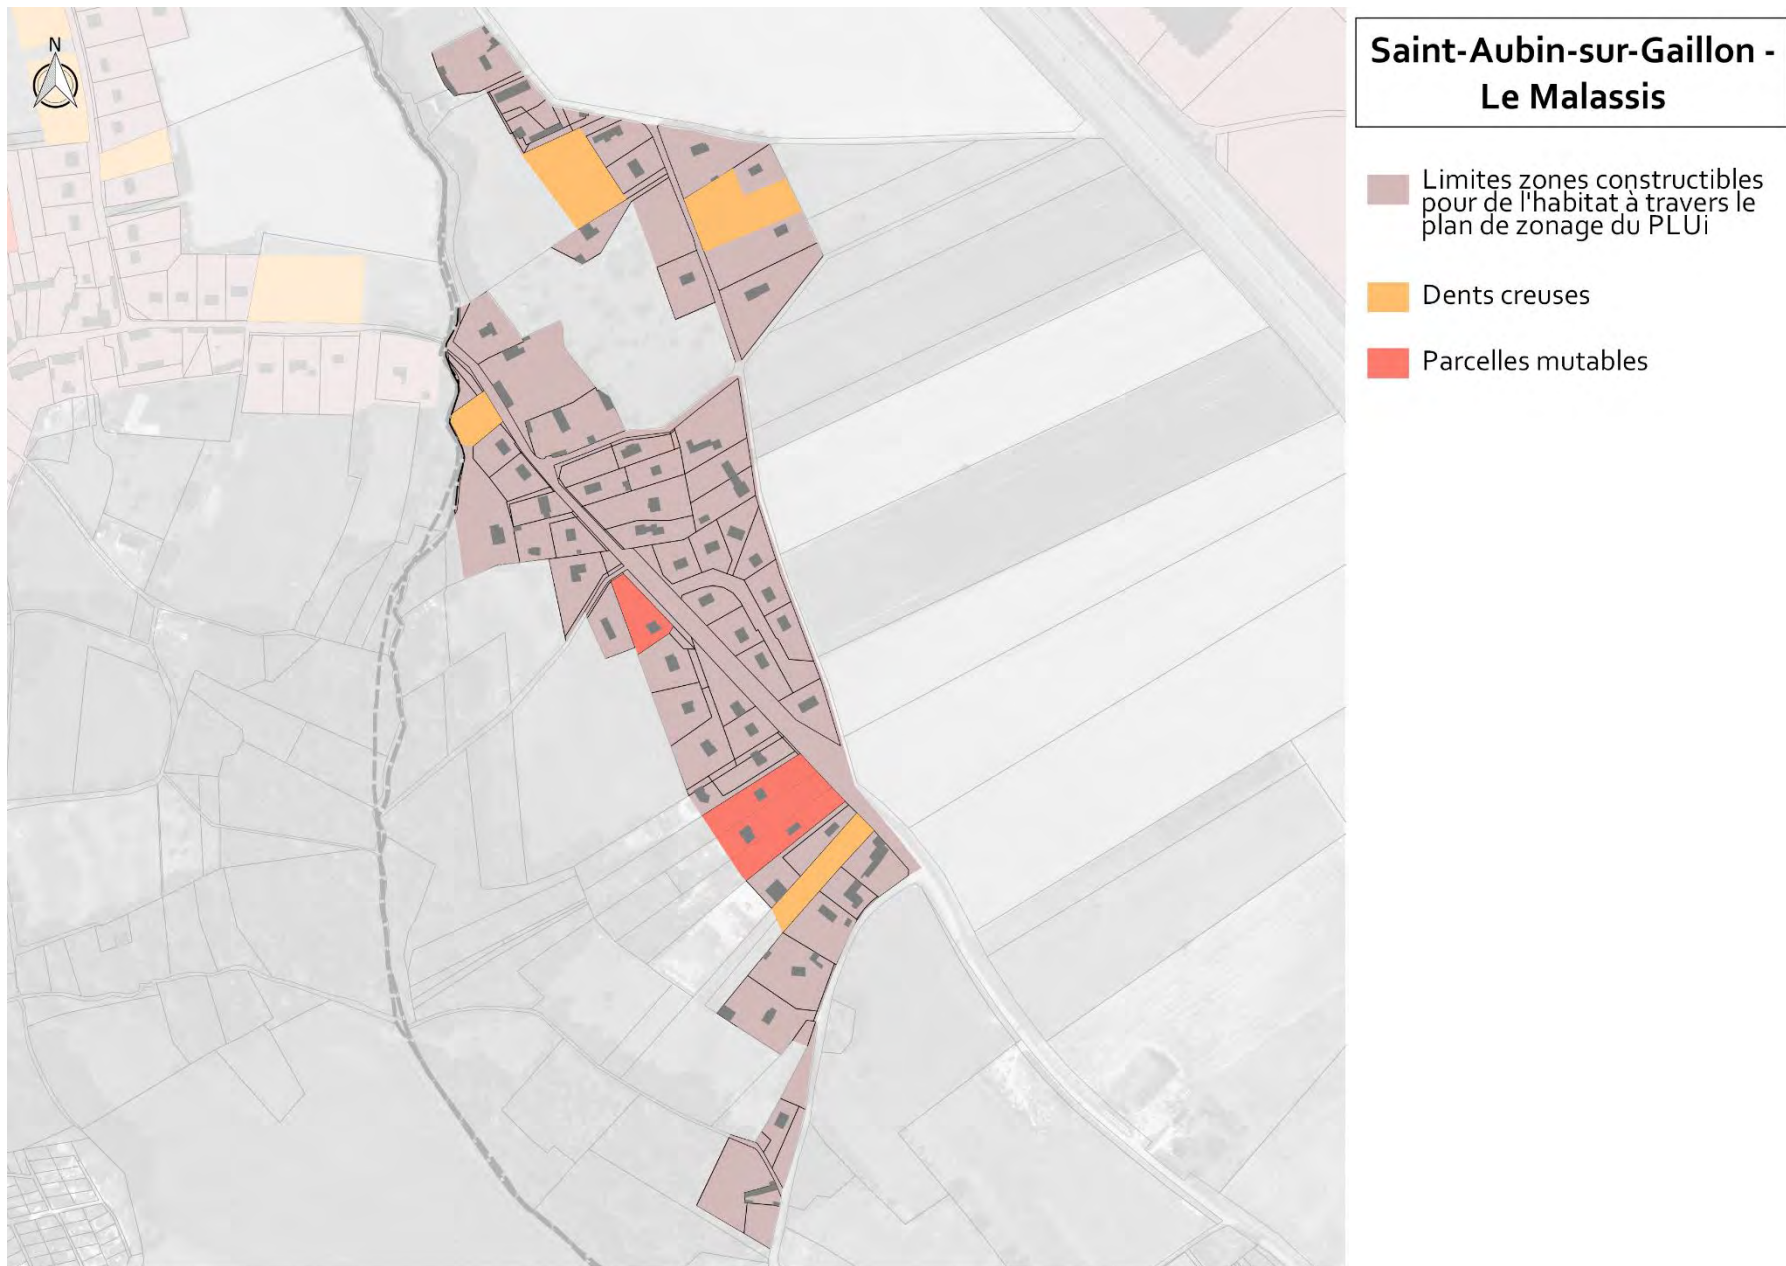 N
Saint-Aubin-sur-Gaillon -
Le Malassis
Limites zones constructibles
pour de l'habitat à travers le
plan de zonage du PLUi
Dents creuses
Parcelles mutables